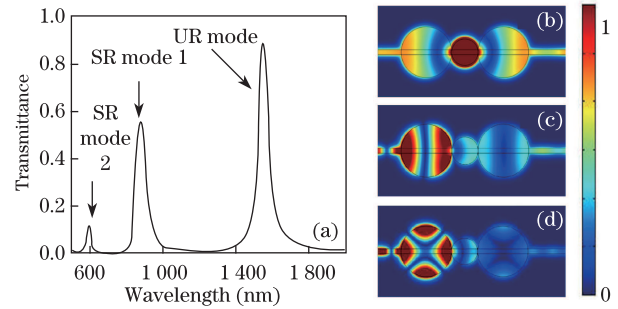 1.0
0.8
0.6
0.4
0.2
0.0
Transmittance
UR mode
SR mode 1
SR
mode
2
(a)
600
1 000
1 400
1 800
Wavelength (nm)
(b)
(c)
(d)
1
0